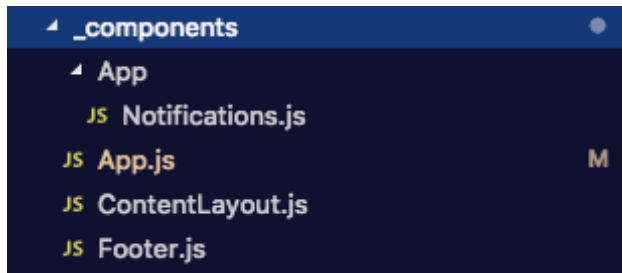 _components
App
JS Notifications.js
JS App.js M
JS ContentLayout.js
JS Footer.js